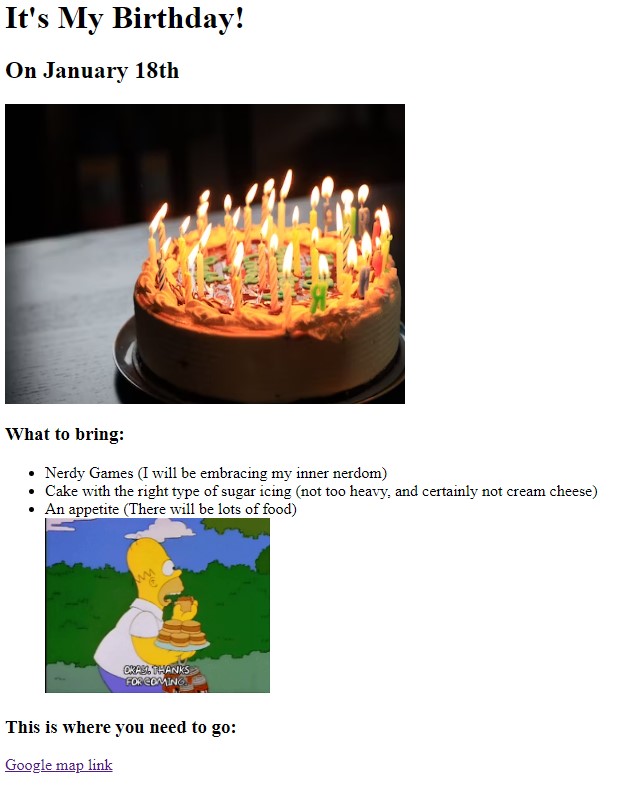 It's My Birthday!
On January 18th
What to bring:
Nerdy Games (I will be embracing my inner nerdom)
Cake with the right type of sugar icing (not too heavy, and certainly not cream cheese)
An appetite (There will be lots of food)
OKAY. THANKS
FOR COMING.
This is where you need to go:
Google map link